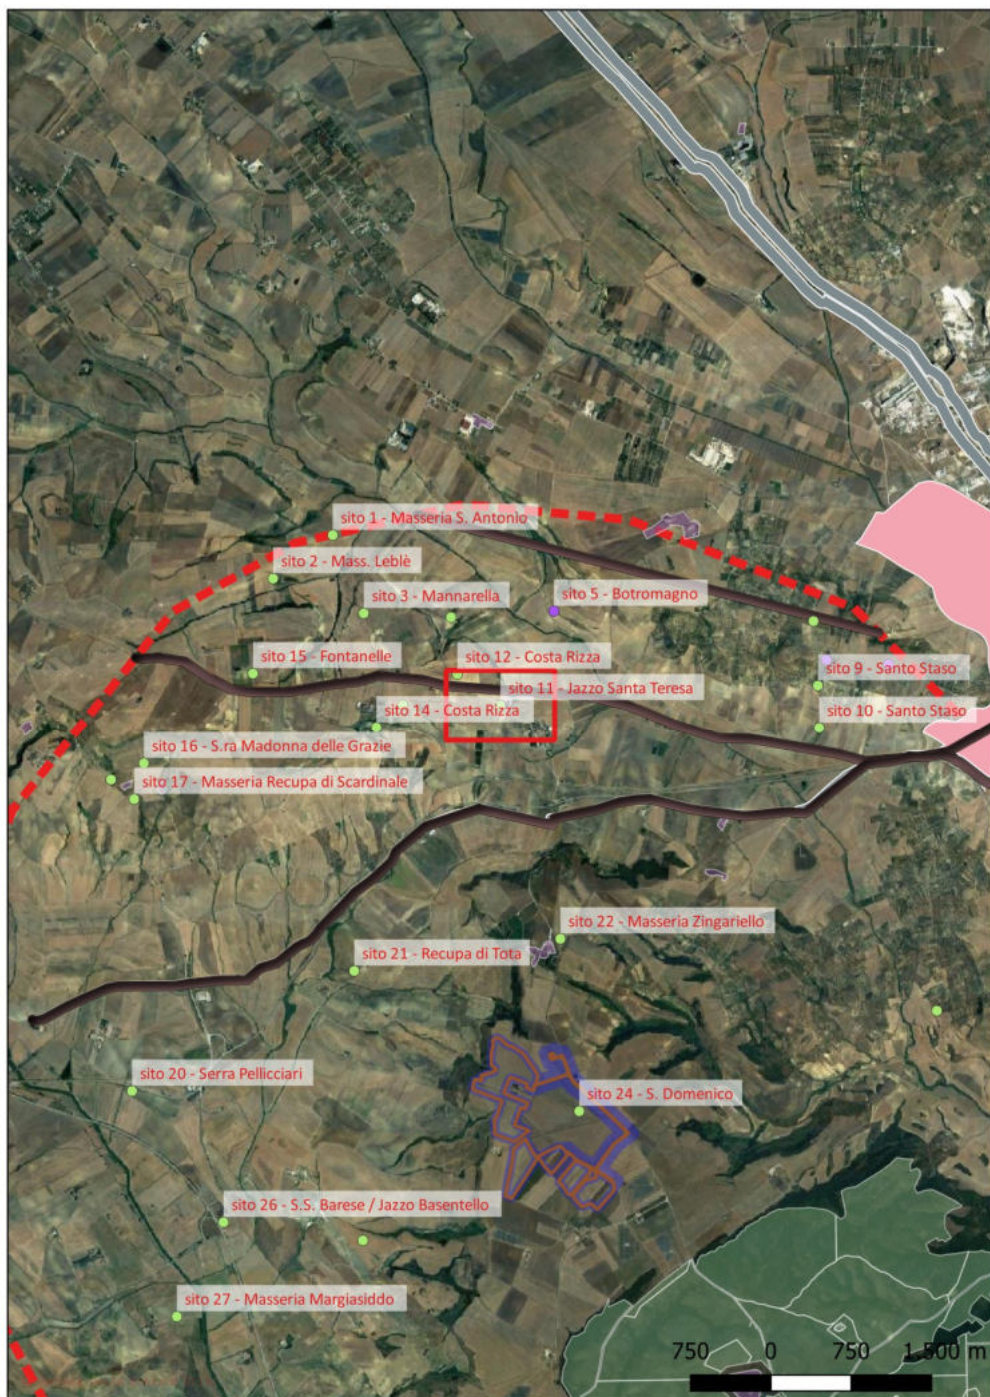 sito 1 - Masseria S. Antonio
sito 2 - Mass. Leblè
sito 3 - Mannarella
sito 5 - Botromagno
sito 12 - Costa Rizza
sito 15 - Fontanelle
sito 9 - Santo Staso
sito 11 - Jazzo Santa Teresa
sito 14 - Costa Rizza
sito 10 - Santo Staso
sito 16 - S.ra Madonna delle Grazie
sito 17 - Masseria Recupa di Scardinale
sito 22 - Masseria Zingariello
sito 21 - Recupa di Tota
sito 20 - Serra Pellicciari
sito 24 - S. Domenico
sito 26 - S.S. Barese / Jazzo Basentello
sito 27 - Masseria Margiasiddo
750 0 750 1.500 m